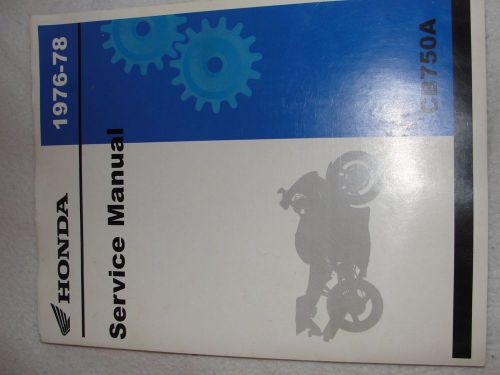 HONDA
1976-78
Service Manual
CB750A